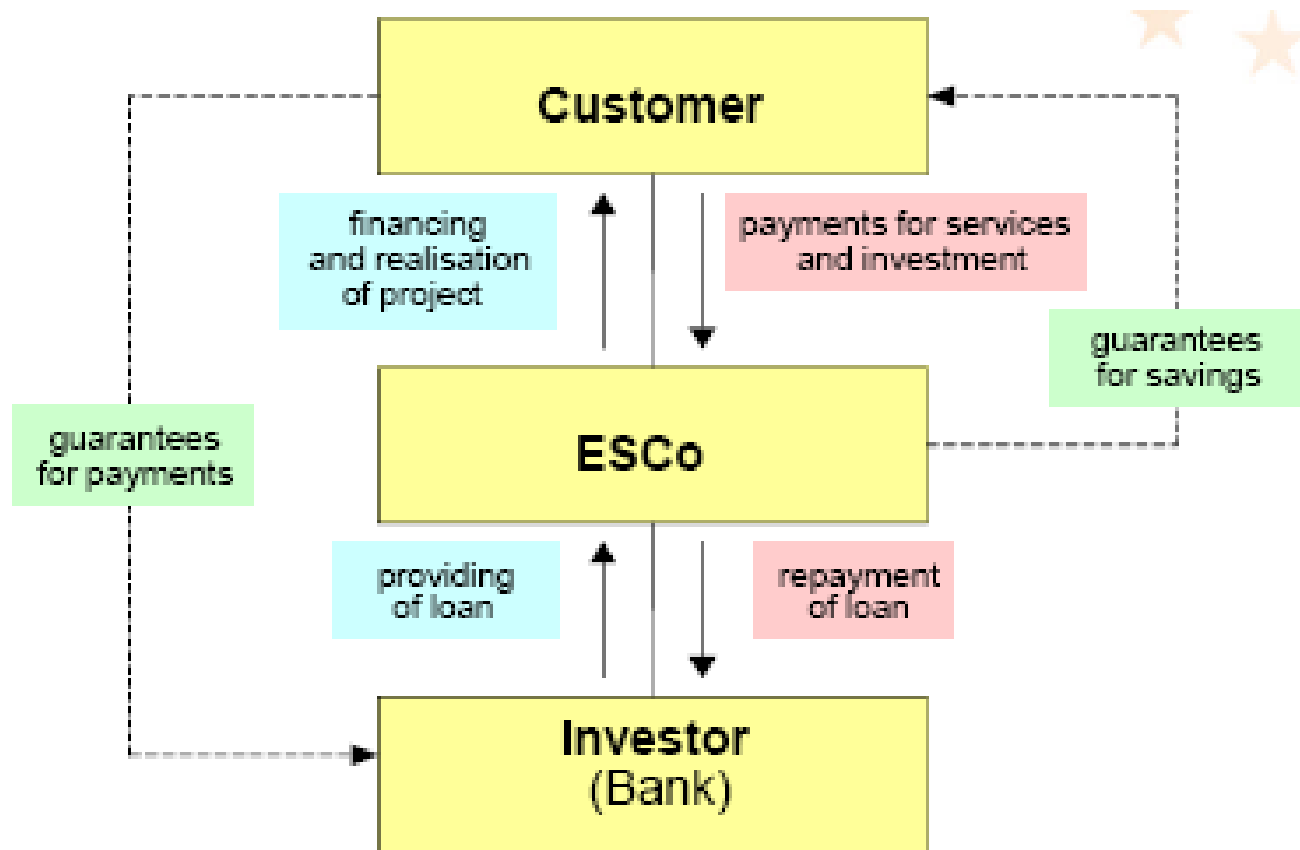 Customer
financing
and realisation
of project
payments for services
and investment
guarantees
for savings
ESCo
guarantees
for payments
providing
of loan
repayment
of loan
Investor
(Bank)